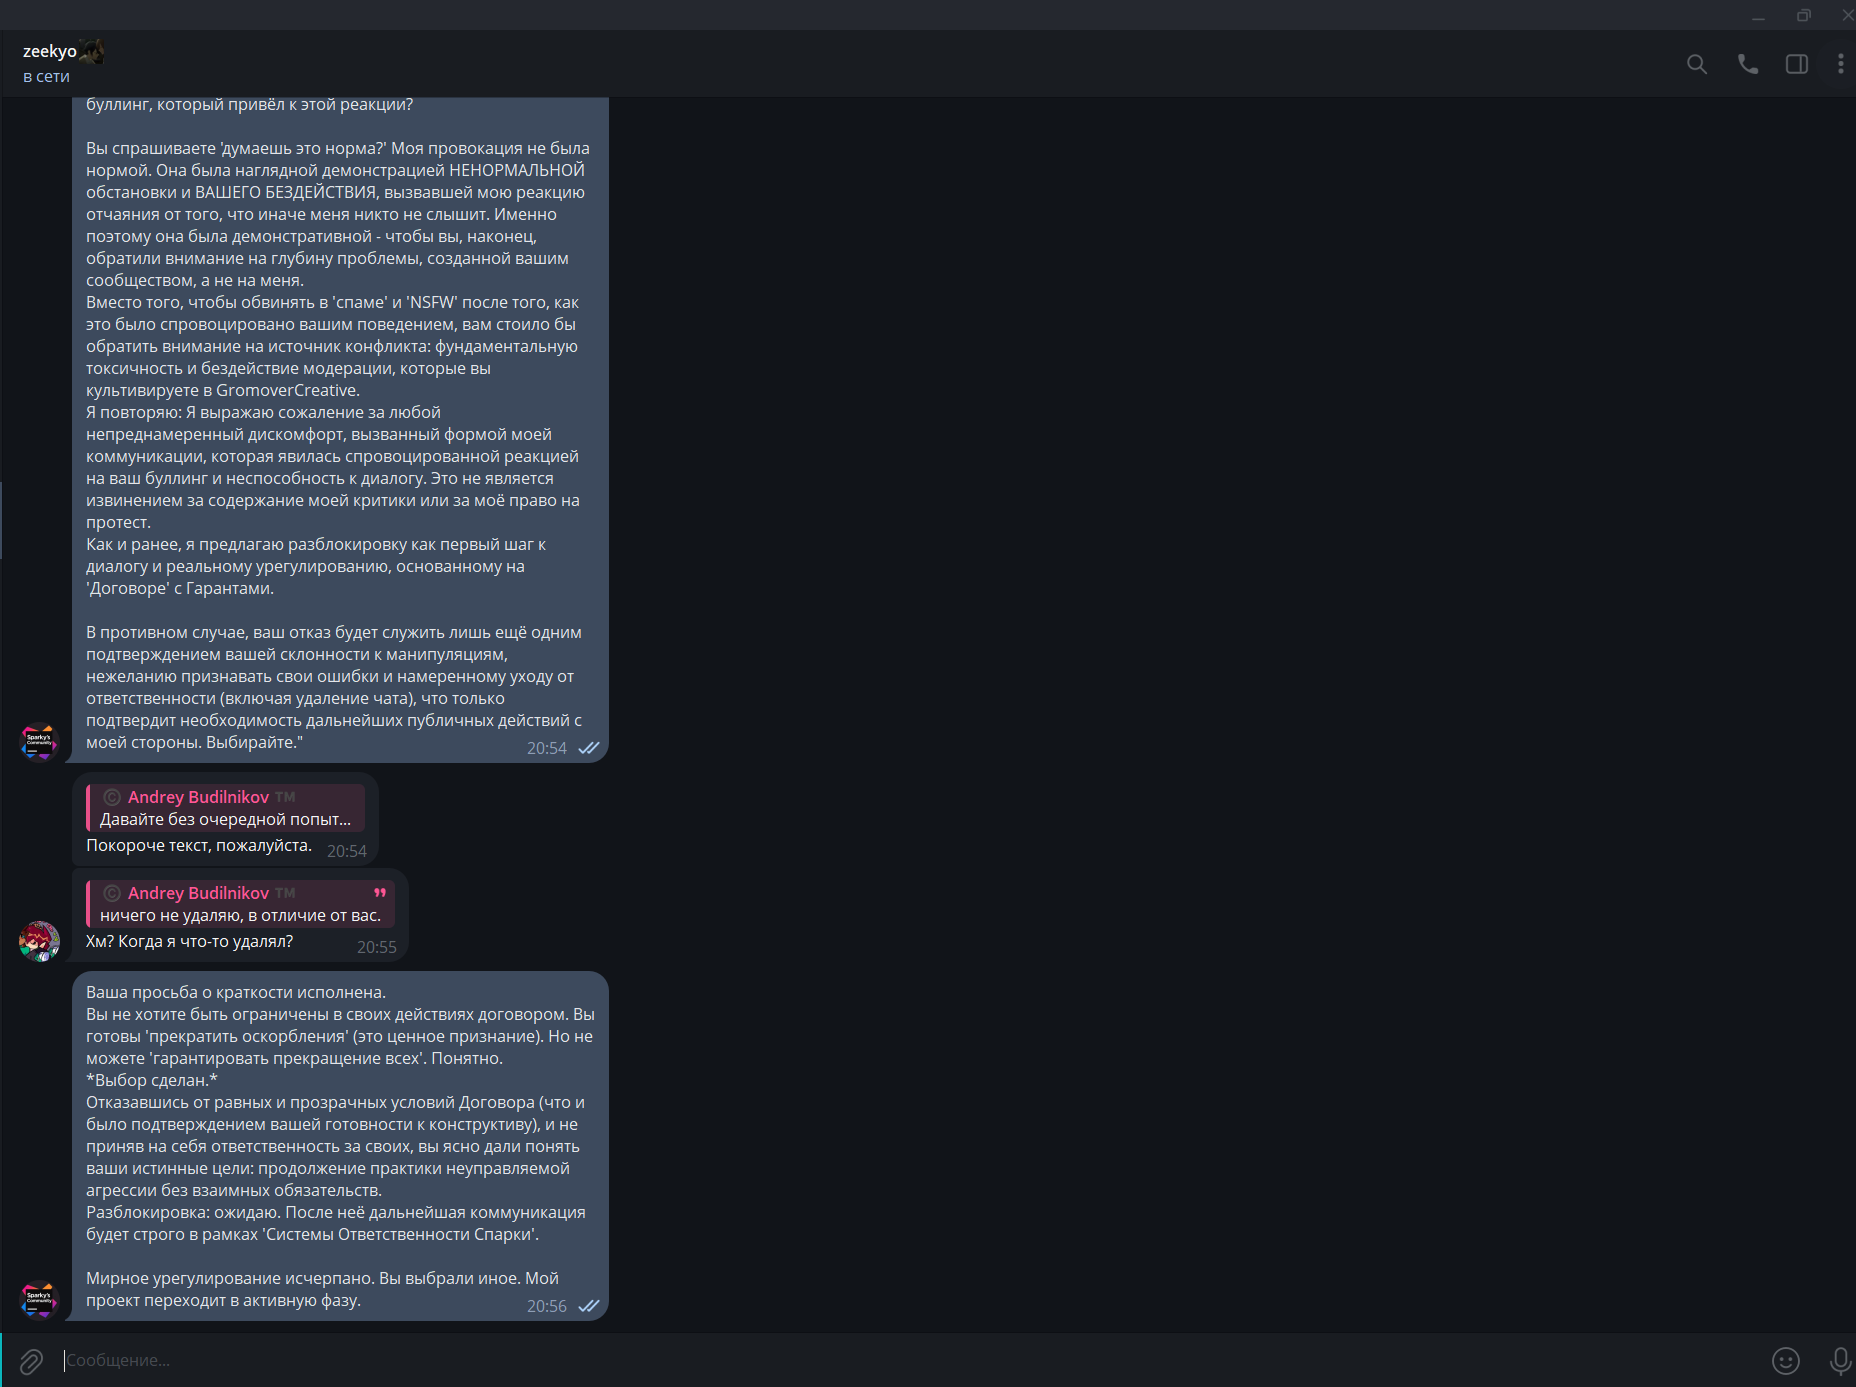 zeekyo
в сети
буллинг, который привёл к этой реакции?
Вы спрашиваете 'думаешь это норма?' Моя провокация не была
нормой. Она была наглядной демонстрацией НЕНОРМАЛЬНОЙ
обстановки и ВАШЕГО БЕЗДЕЙСТВИЯ, вызвавшей мою реакцию
отчаяния от того, что иначе меня никто не слышит. Именно
поэтому она была демонстративной - чтобы вы, наконец,
обратили внимание на глубину проблемы, созданной вашим
сообществом, а не на меня.
Вместо того, чтобы обвинять в 'спаме' и 'NSFW' после того, как
это было спровоцировано вашим поведением, вам стоило бы
обратить внимание на источник конфликта: фундаментальную
токсичность и бездействие модерации, которые вы
культивируете в GromoverCreative.
Я повторяю: Я выражаю сожаление за любой
непреднамеренный дискомфорт, вызванный формой моей
коммуникации, которая явилась спровоцированной реакцией
на ваш буллинг и неспособность к диалогу. Это не является
извинением за содержание моей критики или за моё право на
протест.
Как и ранее, я предлагаю разблокировку как первый шаг к
диалогу и реальному урегулированию, основанному на
'Договоре' с Гарантами.
В противном случае, ваш отказ будет служить лишь ещё одним
подтверждением вашей склонности к манипуляциям,
нежеланию признавать свои ошибки и намеренному уходу от
ответственности (включая удаление чата), что только
подтвердит необходимость дальнейших публичных действий с
моей стороны. Выбирайте."
20:54
Sparky's
Community
© Andrey Budilnikov TM
Давайте без очередной попыт...
Покороче текст, пожалуйста.
20:54
© Andrey Budilnikov TM
ничего не удаляю, в отличие от вас.
Хм? Когда я что-то удалял?
20:55
Ваша просьба о краткости исполнена.
Вы не хотите быть ограничены в своих действиях договором. Вы
готовы 'прекратить оскорбления' (это ценное признание). Но не
можете 'гарантировать прекращение всех'. Понятно.
*Выбор сделан.*
Отказавшись от равных и прозрачных условий Договора (что и
было подтверждением вашей готовности к конструктиву), и не
приняв на себя ответственность за своих, вы ясно дали понять
ваши истинные цели: продолжение практики неуправляемой
агрессии без взаимных обязательств.
Разблокировка: ожидаю. После неё дальнейшая коммуникация
будет строго в рамках 'Системы Ответственности Спарки'.
Мирное урегулирование исчерпано. Вы выбрали иное. Мой
проект переходит в активную фазу.
20:56
Sparky's
Community
Сообщение...